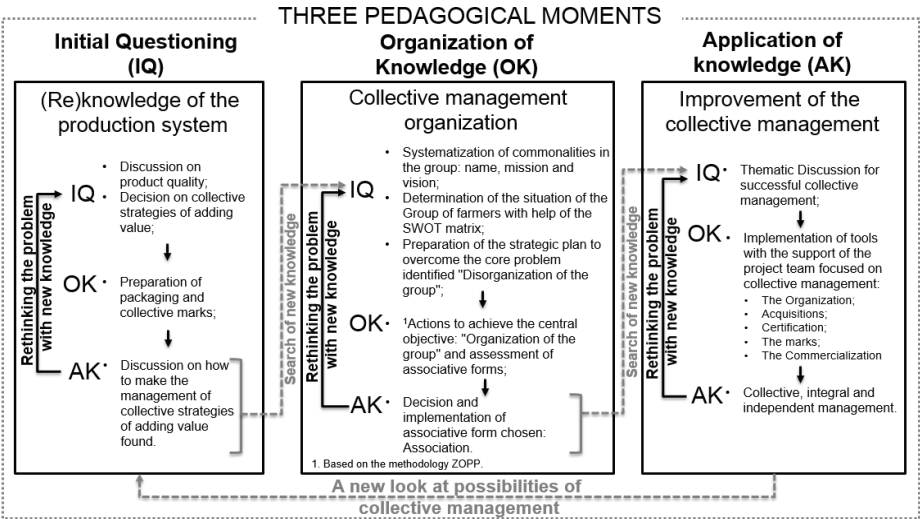 THREE PEDAGOGICAL MOMENTS
Initial Questioning
(IQ)
(Re)knowledge of the
production system
Rethinking the problem
with new knowledge
IQ
• Discussion on
product quality;
• Decision on collective
strategies of adding
value;
OK
• Preparation of
packaging and
collective marks;
AK
• Discussion on how
to make the
management of
collective strategies
of adding value
found.
Search of new knowledge
Organization of
Knowledge (OK)
Collective management
organization
Rethinking the problem
with new knowledge
IQ
• Systematization of commonalities in
the group: name, mission and
vision;
• Determination of the situation of the
Group of farmers with help of the
SWOT matrix;
• Preparation of the strategic plan to
overcome the core problem
identified "Disorganization of the
group";
OK
• ¹Actions to achieve the central
objective: "Organization of the
group" and assessment of
associative forms;
AK
• Decision and
implementation of
associative form chosen:
Association.
1. Based on the methodology ZOPP.
Search of new knowledge
Application of
knowledge (AK)
Improvement of the
collective management
Rethinking the problem
with new knowledge
IQ
• Thematic Discussion for
successful collective
management;
OK
• Implementation of tools
with the support of the
project team focused on
collective management:
• The Organization;
• Acquisitions;
• Certification;
• The marks;
• The Commercialization
AK
• Collective, integral and
independent management.
A new look at possibilities of
collective management